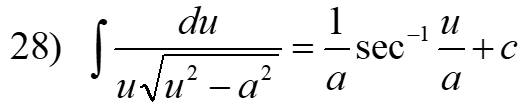 28) ∫ du / (u√(u² − a²)) = (1/a) sec⁻¹ (u/a) + c